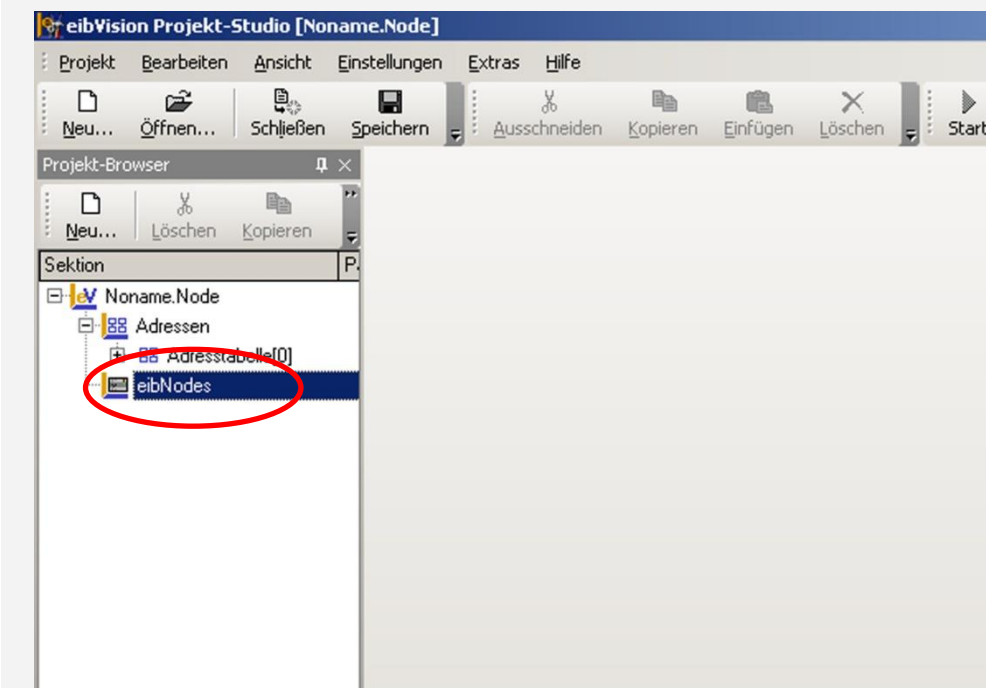 eibVision Projekt-Studio [Noname.Node]
Projekt Bearbeiten Ansicht Einstellungen Extras Hilfe
Neu... Öffnen... Schließen Speichern Ausschneiden Kopieren Einfügen Löschen Start
Projekt-Browser
Neu... Löschen Kopieren
Sektion P.
Noname.Node
Adressen
Adresstabelle[0]
eibNodes